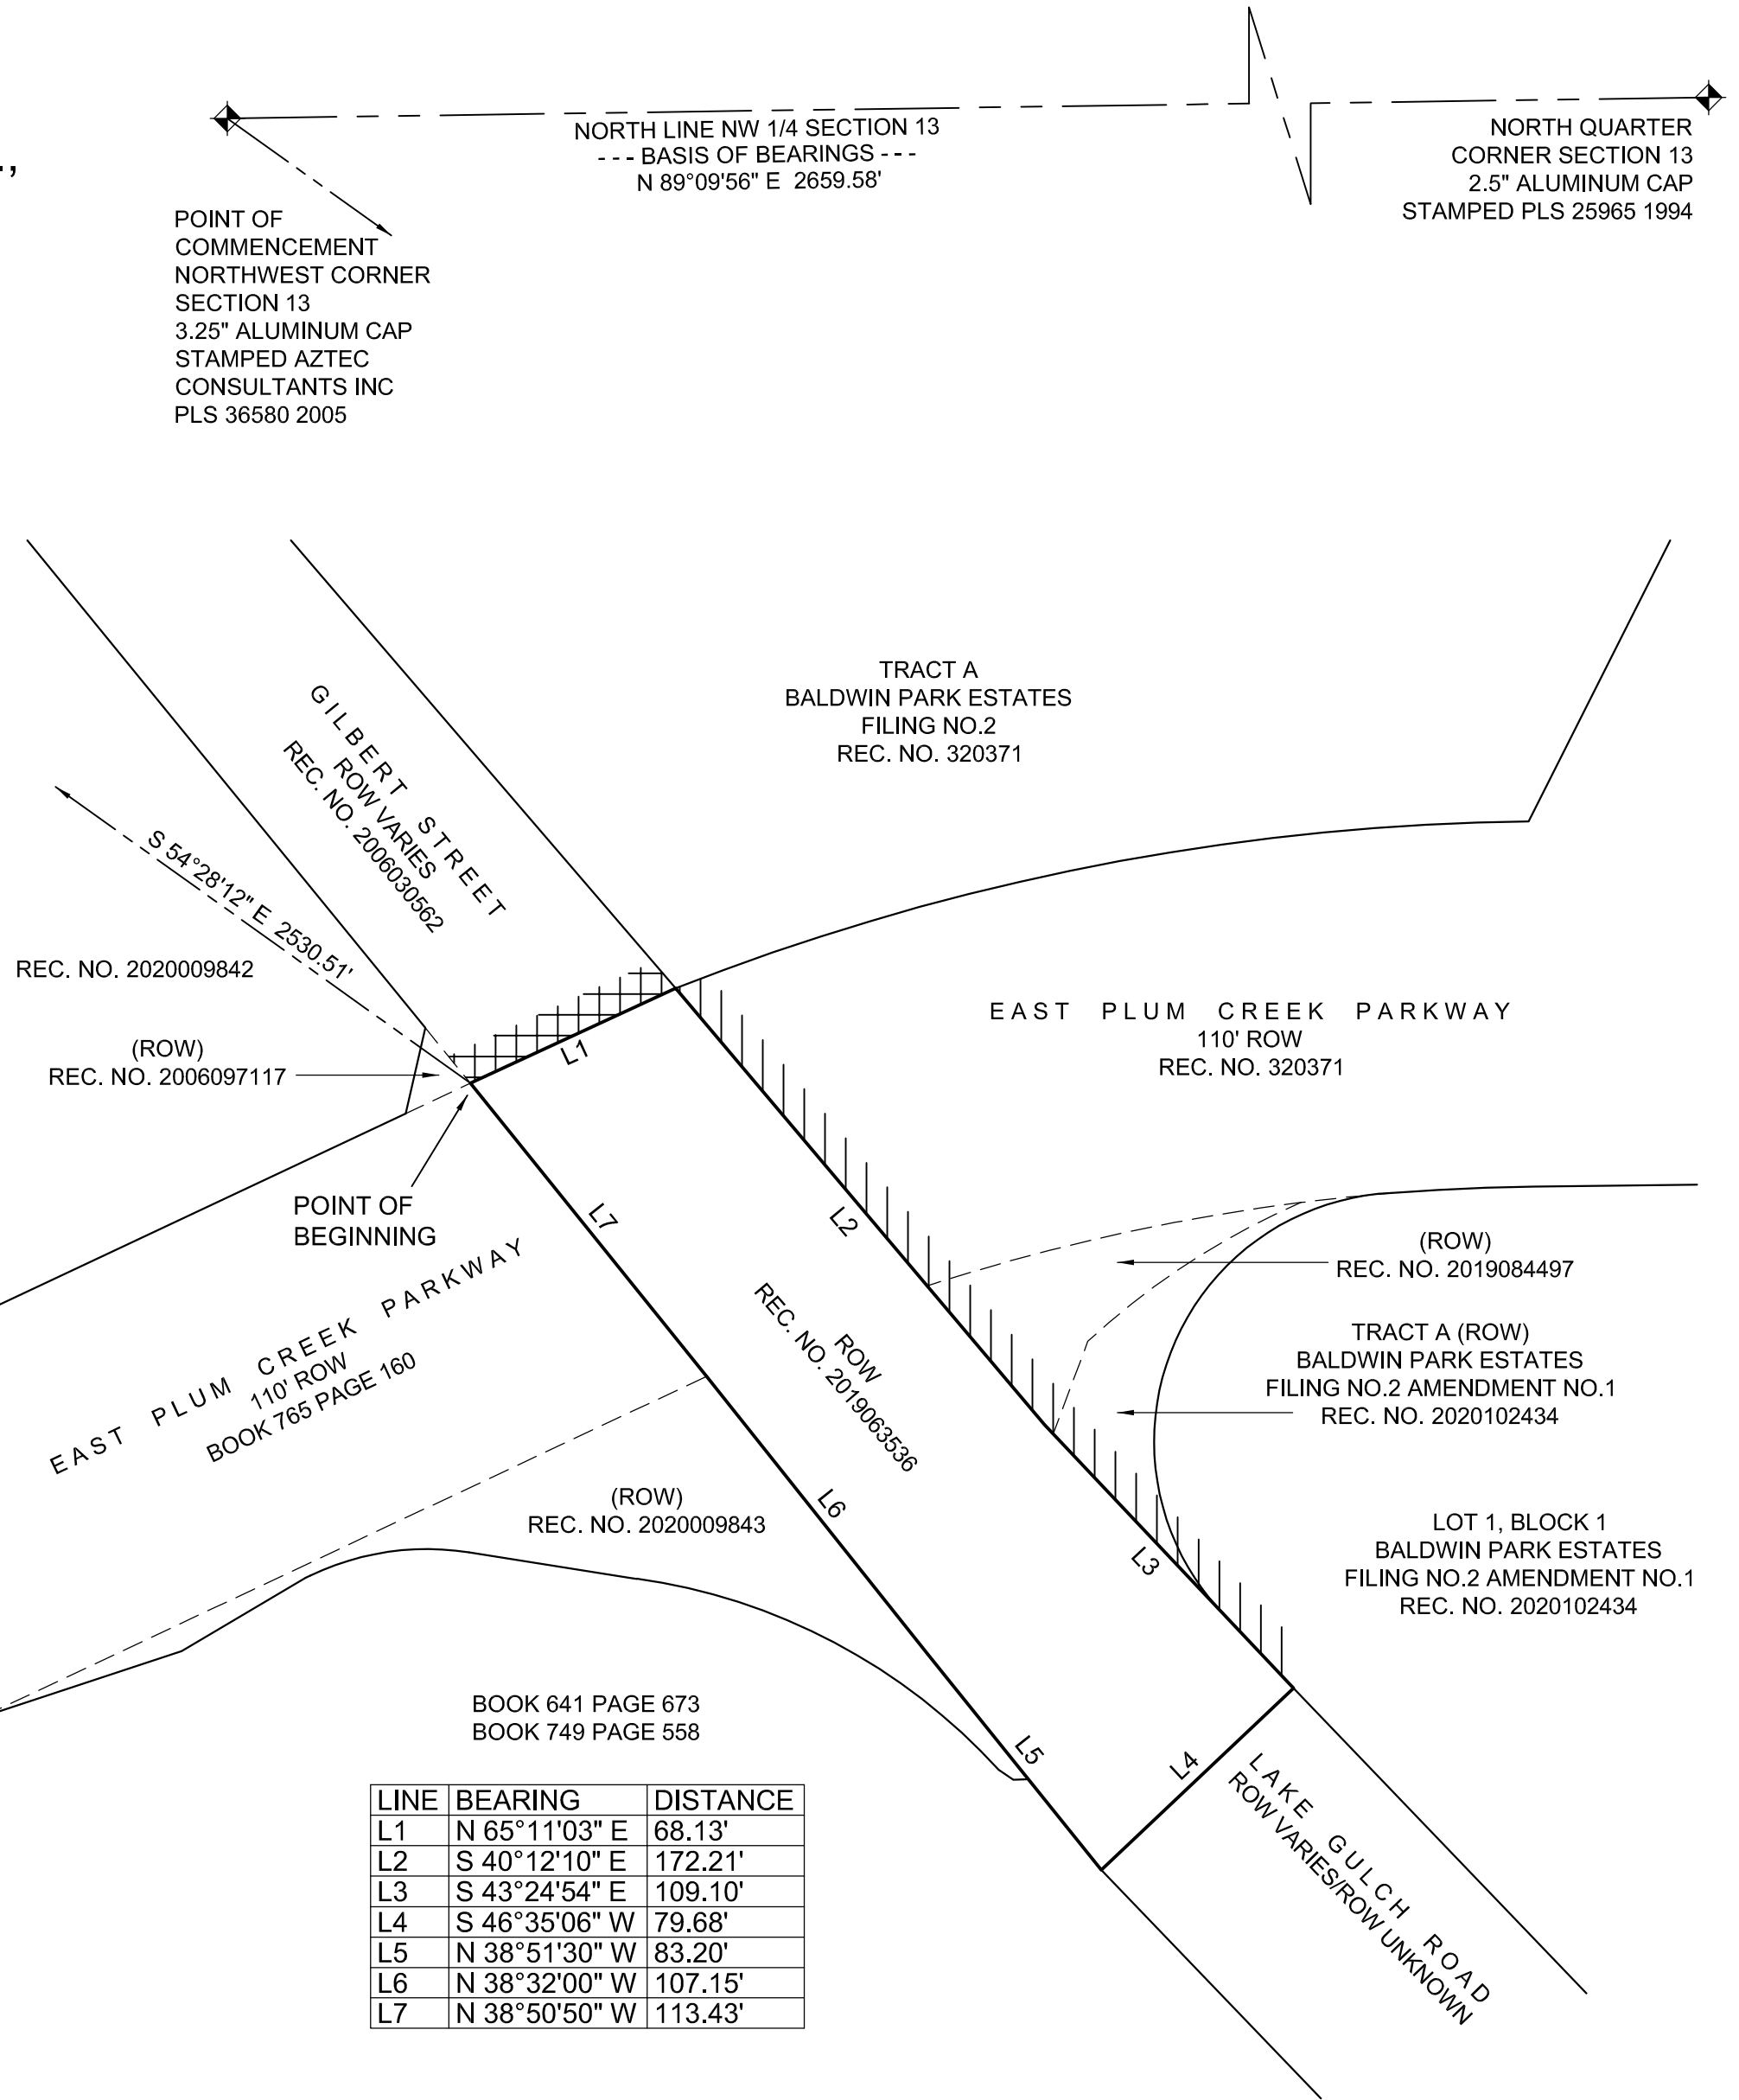 .,
NORTH LINE NW 1/4 SECTION 13
- - - BASIS OF BEARINGS - - -
N 89°09'56" E 2659.58'
NORTH QUARTER
CORNER SECTION 13
2.5" ALUMINUM CAP
STAMPED PLS 25965 1994
POINT OF
COMMENCEMENT
NORTHWEST CORNER
SECTION 13
3.25" ALUMINUM CAP
STAMPED AZTEC
CONSULTANTS INC
PLS 36580 2005
TRACT A
BALDWIN PARK ESTATES
FILING NO.2
REC. NO. 320371
GILBERT STREET
ROW VARIES
REC. NO. 2006030562
S 54°28'12" E 2530.51'
REC. NO. 2020009842
(ROW)
REC. NO. 2006097117
L1
EAST PLUM CREEK PARKWAY
110' ROW
REC. NO. 320371
POINT OF
BEGINNING
L7
L2
(ROW)
REC. NO. 2019084497
EAST PLUM CREEK PARKWAY
110' ROW
BOOK 765 PAGE 160
ROW
REC. NO. 2019063536
TRACT A (ROW)
BALDWIN PARK ESTATES
FILING NO.2 AMENDMENT NO.1
REC. NO. 2020102434
L6
(ROW)
REC. NO. 2020009843
L3
LOT 1, BLOCK 1
BALDWIN PARK ESTATES
FILING NO.2 AMENDMENT NO.1
REC. NO. 2020102434
BOOK 641 PAGE 673
BOOK 749 PAGE 558
L5
L4
LAKE GULCH ROAD
ROW VARIES/ROW UNKNOWN
LINE BEARING DISTANCE
L1 N 65°11'03" E 68.13'
L2 S 40°12'10" E 172.21'
L3 S 43°24'54" E 109.10'
L4 S 46°35'06" W 79.68'
L5 N 38°51'30" W 83.20'
L6 N 38°32'00" W 107.15'
L7 N 38°50'50" W 113.43'